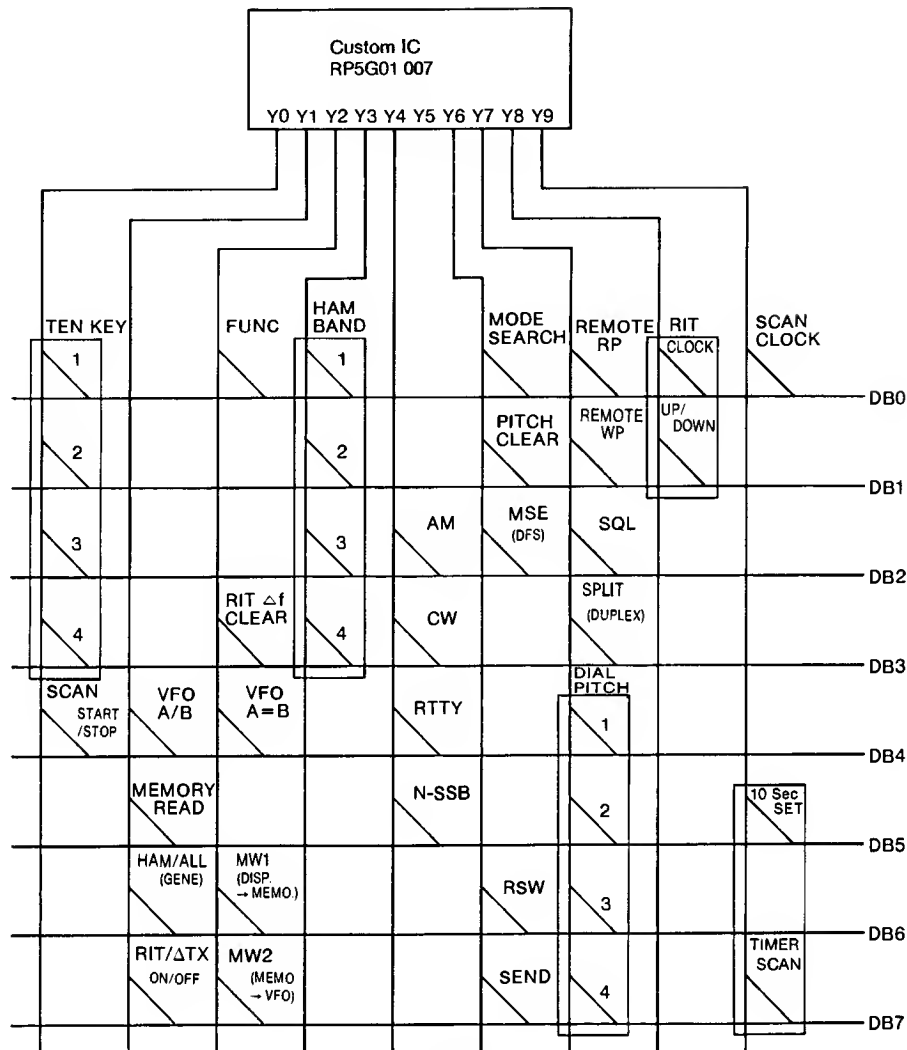 Custom IC
RP5G01 007
Y0 Y1 Y2 Y3 Y4 Y5 Y6 Y7 Y8 Y9
TEN KEY
FUNC
HAM
BAND
MODE
SEARCH
REMOTE
RP
RIT
CLOCK
SCAN
CLOCK
1
1
DB0
2
2
PITCH
CLEAR
REMOTE
WP
UP/
DOWN
DB1
3
3
AM
MSE
(DFS)
SQL
DB2
4
RIT △f
CLEAR
4
CW
SPLIT
(DUPLEX)
DB3
SCAN
START
/STOP
VFO
A/B
VFO
A=B
RTTY
DIAL
PITCH
1
DB4
MEMORY
READ
N-SSB
2
10 Sec
SET
DB5
HAM/ALL
(GENE)
MW1
(DISP.
→ MEMO.)
RSW
3
DB6
RIT/ΔTX
ON/OFF
MW2
(MEMO
→ VFO)
SEND
4
TIMER
SCAN
DB7